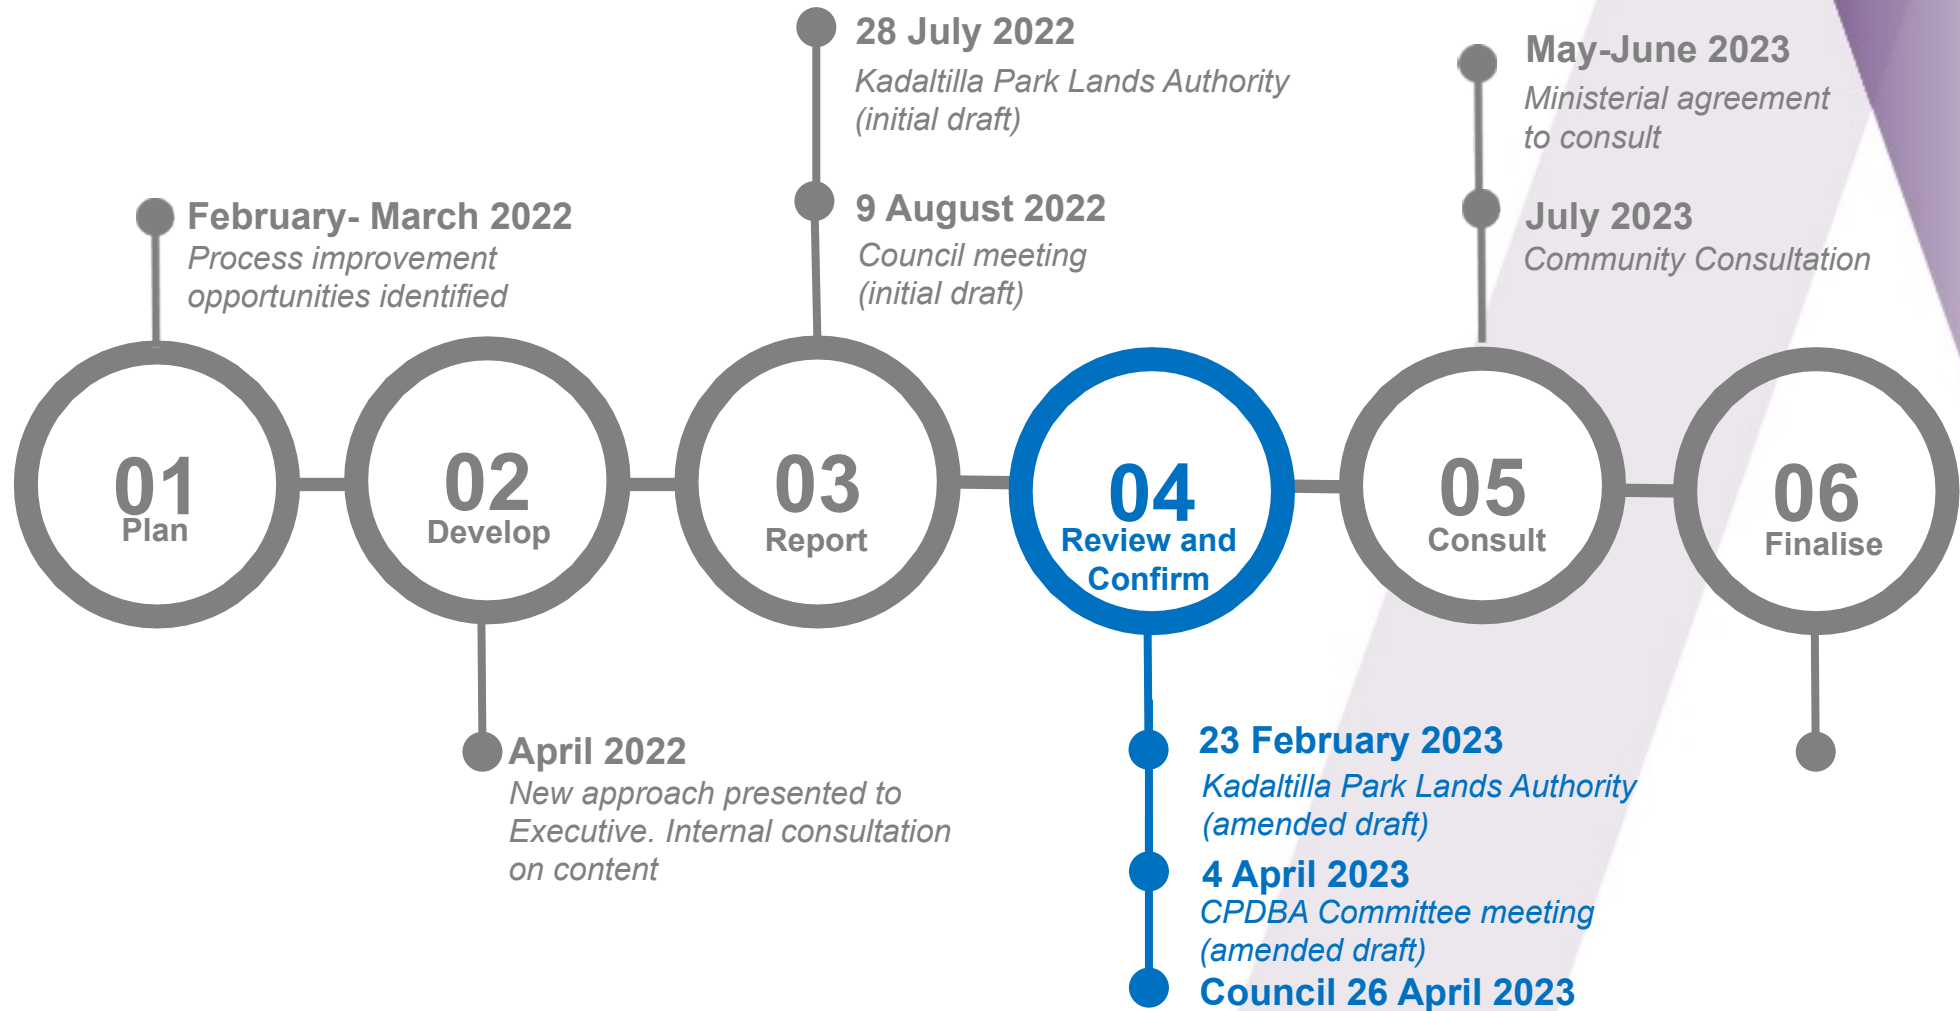 28 July 2022
Kadaltilla Park Lands Authority
(initial draft)
9 August 2022
Council meeting
(initial draft)
May-June 2023
Ministerial agreement
to consult
July 2023
Community Consultation
February- March 2022
Process improvement
opportunities identified
01
Plan
02
Develop
03
Report
04
Review and
Confirm
05
Consult
06
Finalise
April 2022
New approach presented to
Executive. Internal consultation
on content
23 February 2023
Kadaltilla Park Lands Authority
(amended draft)
4 April 2023
CPDBA Committee meeting
(amended draft)
Council 26 April 2023